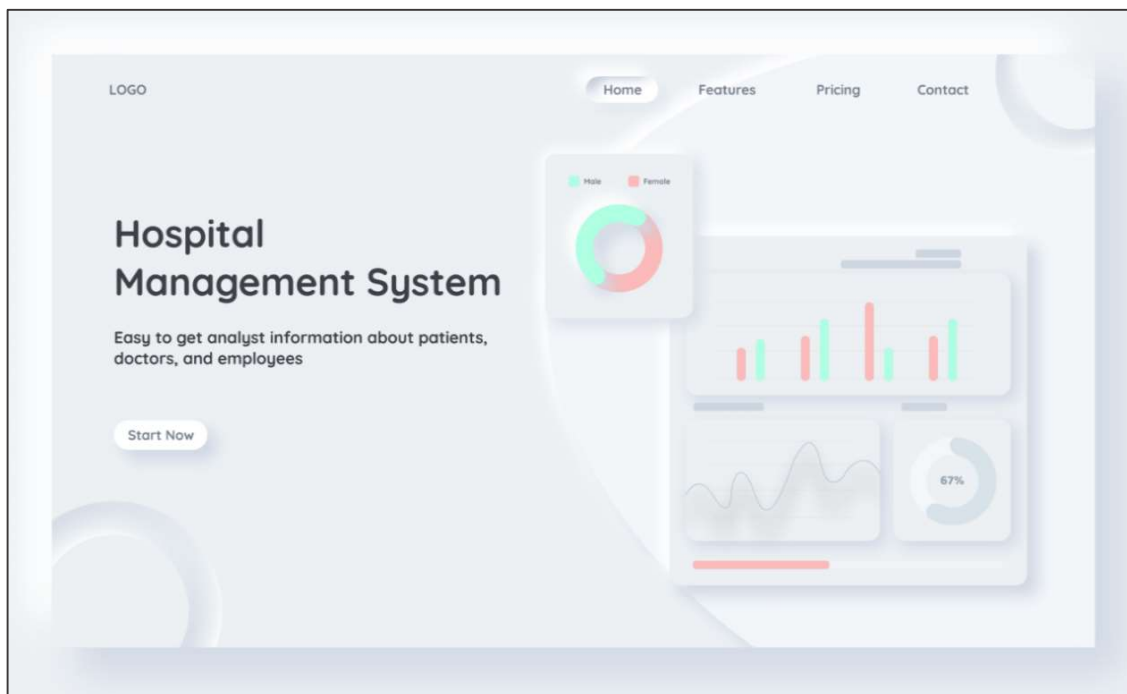 LOGO
Home
Features
Pricing
Contact
Male
Female
Hospital
Management System
Easy to get analyst information about patients,
doctors, and employees
Start Now
67%